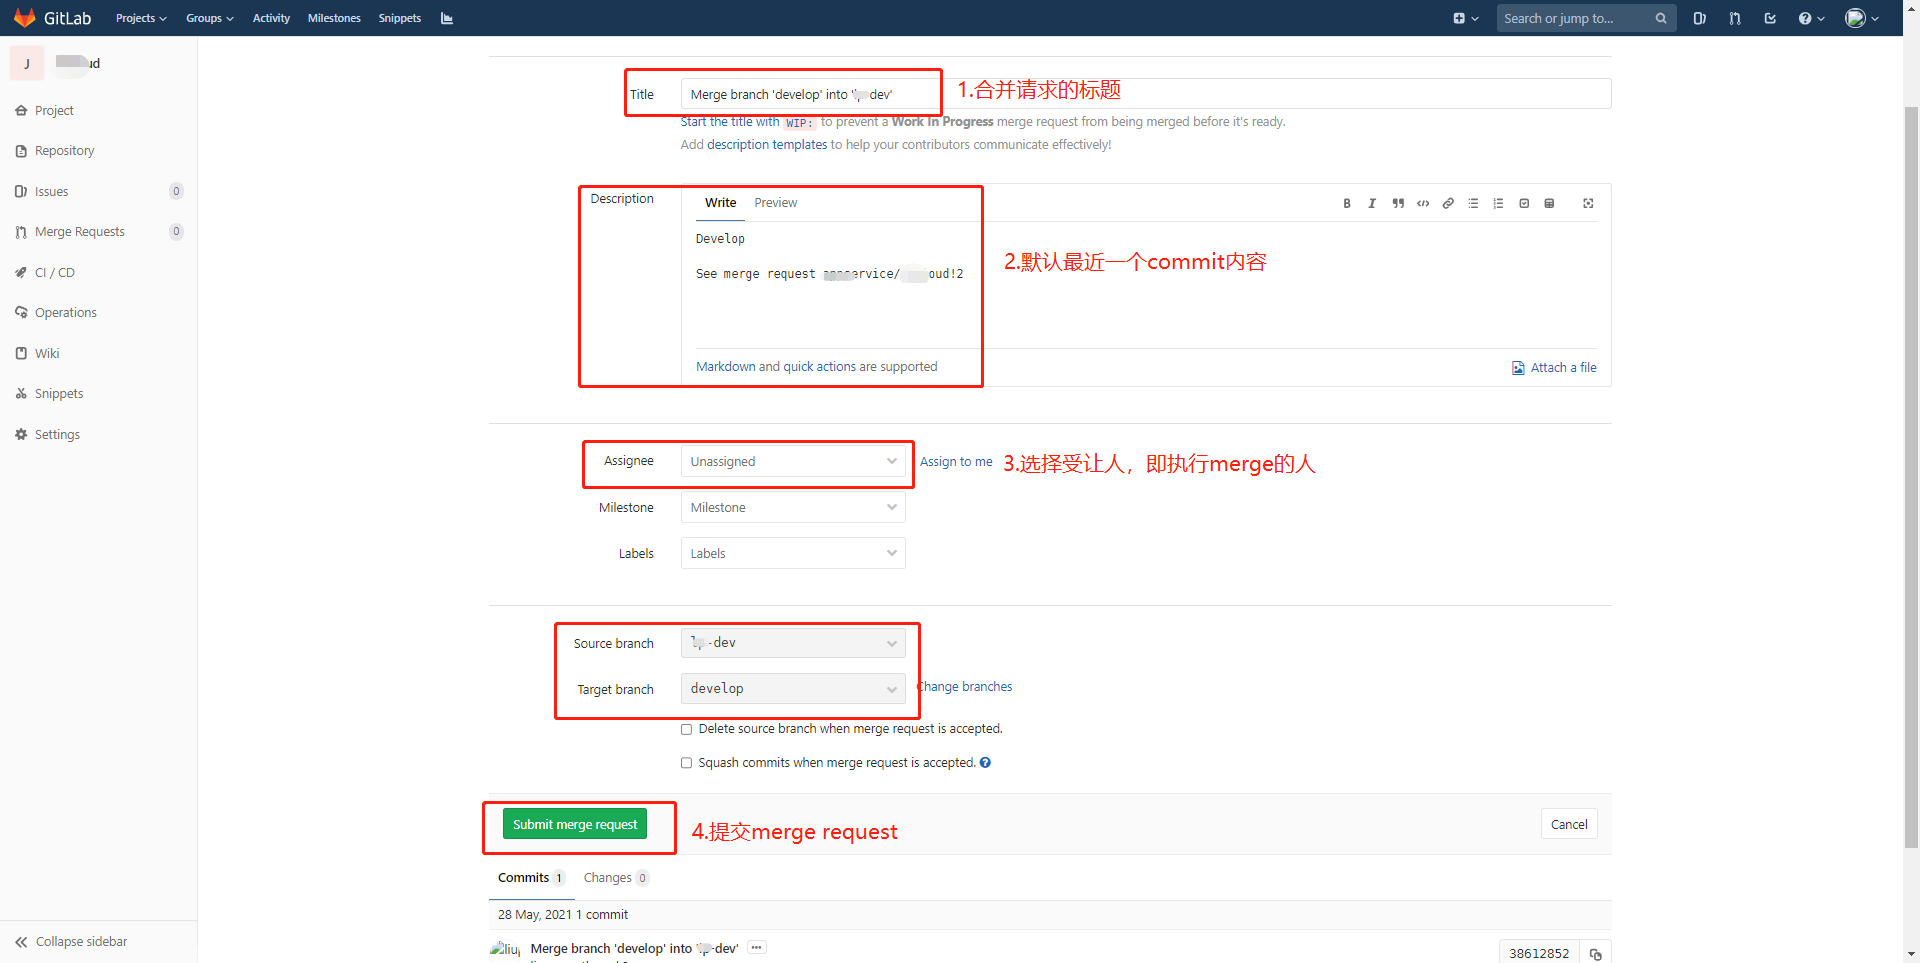 GitLab Projects Groups Activity Milestones Snippets Search or jump to...
J ud
Project
Repository
Issues 0
Merge Requests 0
CI / CD
Operations
Wiki
Snippets
Settings
Collapse sidebar
Title Merge branch 'develop' into '-dev' 1.合并请求的标题
Start the title with WIP: to prevent a Work In Progress merge request from being merged before it's ready.
Add description templates to help your contributors communicate effectively!
Description Write Preview
Develop
See merge request ervice/ oud!2
2.默认最近一个commit内容
Markdown and quick actions are supported Attach a file
Assignee Unassigned Assign to me 3.选择受让人，即执行merge的人
Milestone Milestone
Labels Labels
Source branch -dev
Target branch develop Change branches
Delete source branch when merge request is accepted.
Squash commits when merge request is accepted.
Submit merge request 4.提交merge request Cancel
Commits 1 Changes 0
28 May, 2021 1 commit
Merge branch 'develop' into '-dev' 38612852